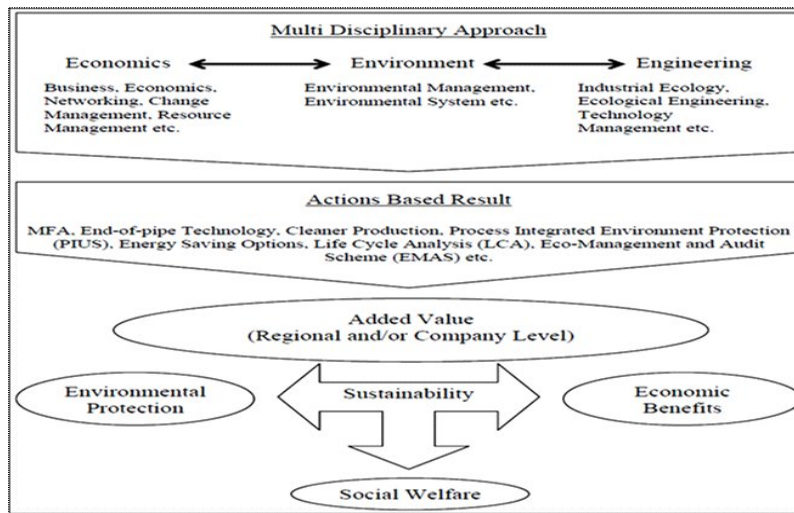 Multi Disciplinary Approach
Economics Environment Engineering
Business, Economics,
Networking, Change
Management, Resource
Management etc.
Environmental Management,
Environmental System etc.
Industrial Ecology,
Ecological Engineering,
Technology
Management etc.
Actions Based Result
MFA, End-of-pipe Technology, Cleaner Production, Process Integrated Environment Protection
(PIUS), Energy Saving Options, Life Cycle Analysis (LCA), Eco-Management and Audit
Scheme (EMAS) etc.
Added Value
(Regional and/or Company Level)
Environmental
Protection
Sustainability
Economic
Benefits
Social Welfare